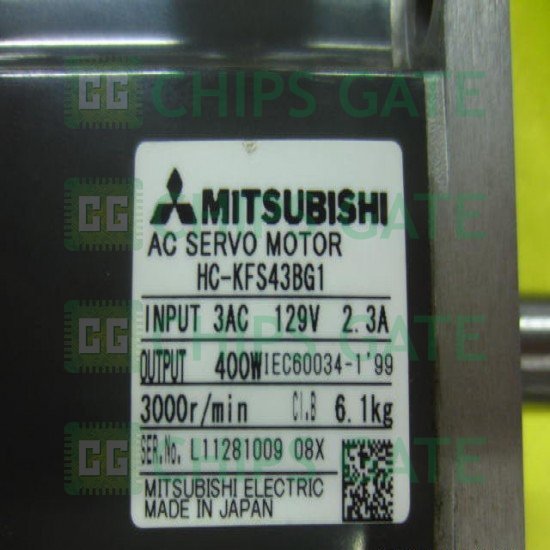 CHIPS GATE
MITSUBISHI
AC SERVO MOTOR
HC-KFS43BG1
INPUT 3AC 129V 2.3A
OUTPUT 400W IEC60034-1'99
3000r/min CI.B 6.1kg
SER.No. L11281009 08X
MITSUBISHI ELECTRIC
MADE IN JAPAN